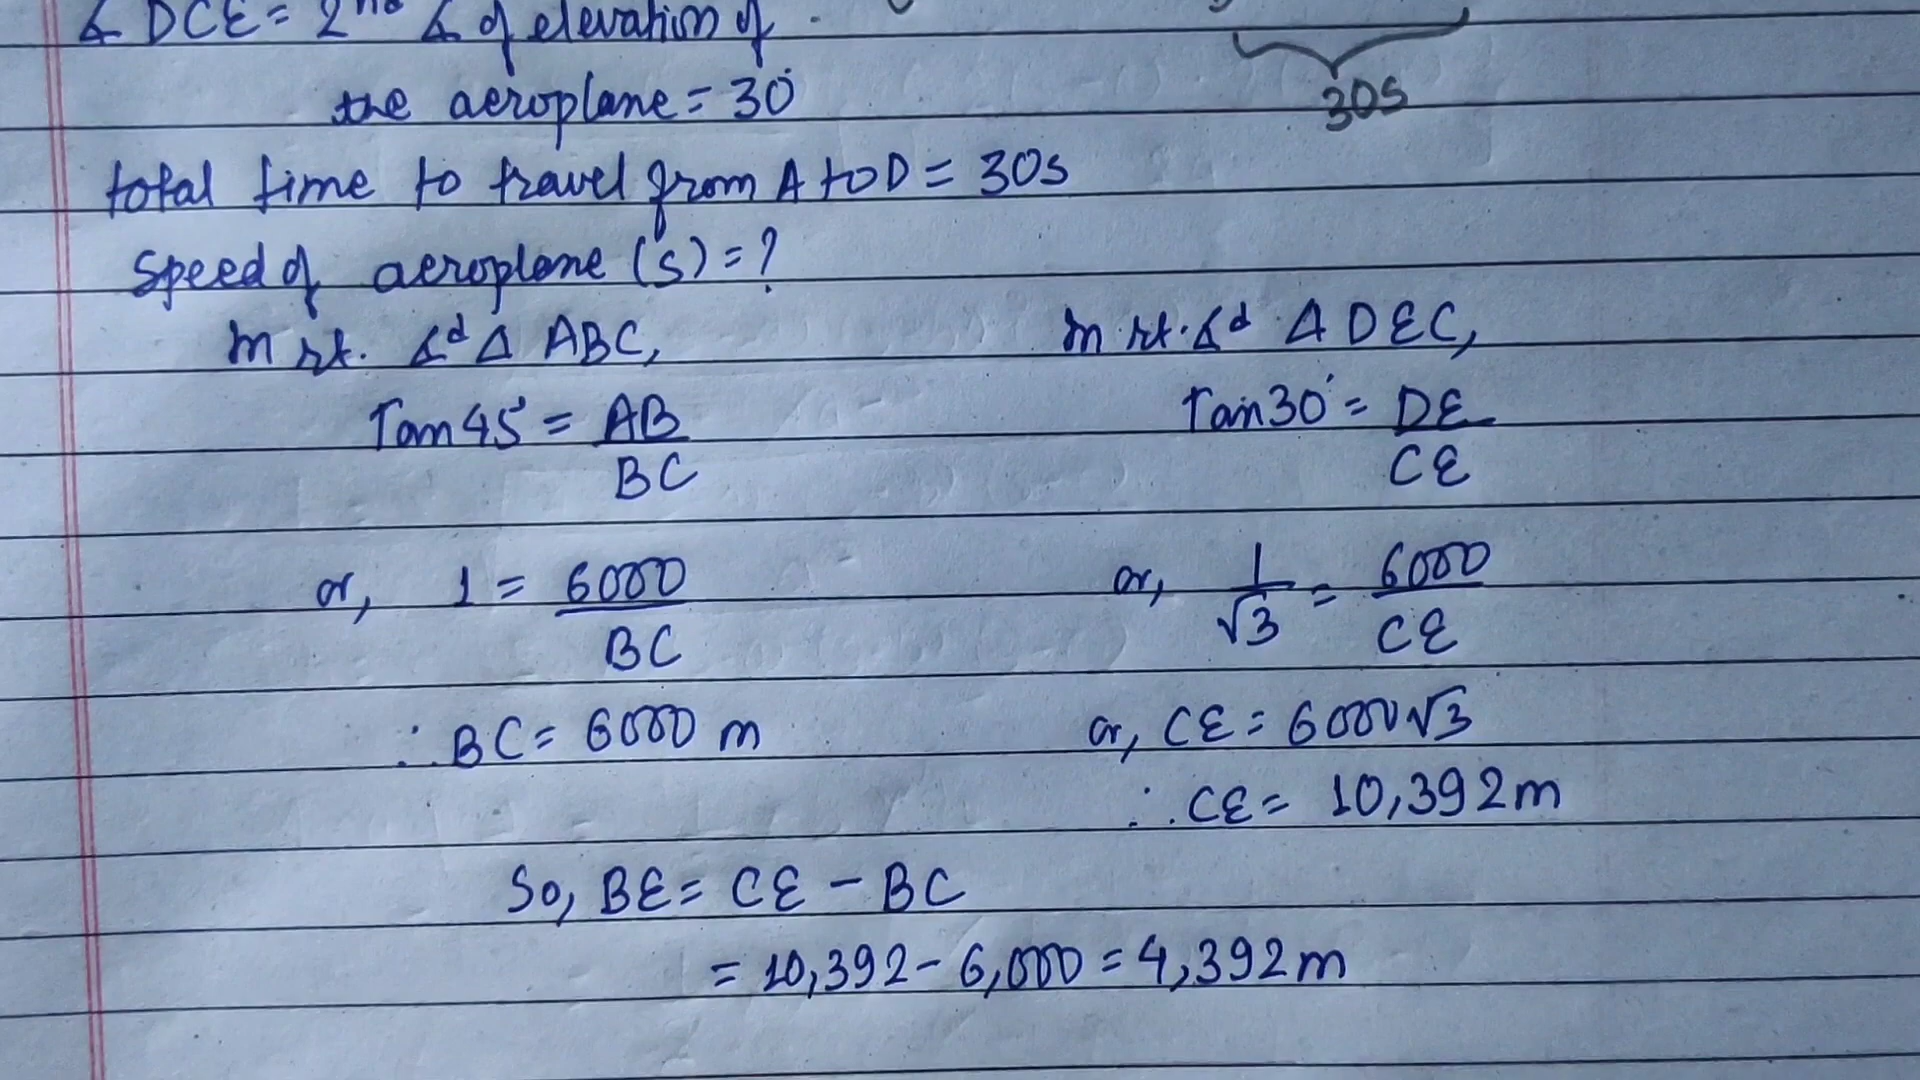 ∠DCE = 2nd ∠ of elevation of
the aeroplane = 30°
30s
total time to travel from A to D = 30s
Speed of aeroplane (s) = ?
In rt. ∠d Δ ABC,
In rt. ∠d Δ DEC,
Tan 45° = AB/BC
Tan 30° = DE/CE
or, 1 = 6000/BC
or, 1/√3 = 6000/CE
∴ BC = 6000 m
or, CE = 6000√3
∴ CE = 10,392m
So, BE = CE - BC
= 10,392 - 6,000 = 4,392m